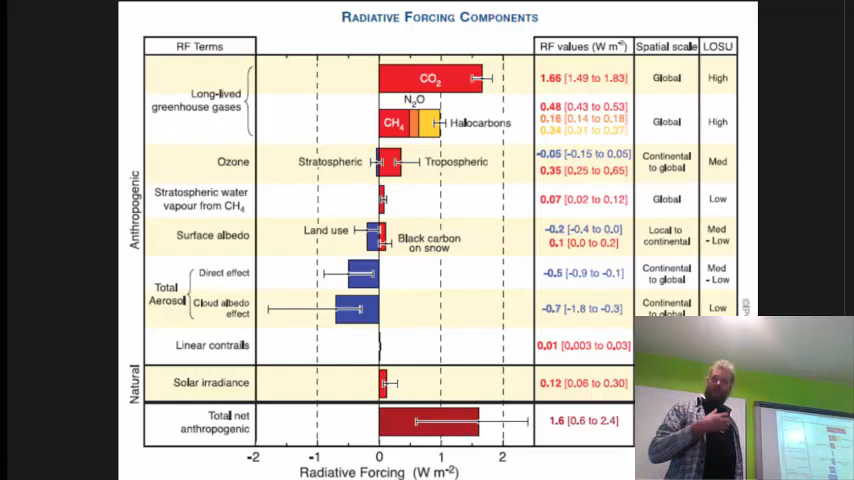 RADIATIVE FORCING COMPONENTS
RF Terms
RF values (W m⁻²)
Spatial scale
LOSU
Anthropogenic
Long-lived
greenhouse gases
CO₂
1.66 [1.49 to 1.83]
Global
High
N₂O
CH₄
Halocarbons
0.48 [0.43 to 0.53]
0.16 [0.14 to 0.18]
0.34 [0.31 to 0.37]
Global
High
Ozone
Stratospheric
Tropospheric
-0.05 [-0.15 to 0.05]
0.35 [0.25 to 0.65]
Continental
to global
Med
Stratospheric water
vapour from CH₄
0.07 [0.02 to 0.12]
Global
Low
Surface albedo
Land use
Black carbon
on snow
-0.2 [-0.4 to 0.0]
0.1 [0.0 to 0.2]
Local to
continental
Med
- Low
Total
Aerosol
Direct effect
-0.5 [-0.9 to -0.1]
Continental
to global
Med
- Low
Cloud albedo
effect
-0.7 [-1.8 to -0.3]
Continental
to global
Low
Linear contrails
0.01 [0.003 to 0.03]
Natural
Solar irradiance
0.12 [0.06 to 0.30]
Total net
anthropogenic
1.6 [0.6 to 2.4]
-2 -1 0 1 2
Radiative Forcing (W m⁻²)